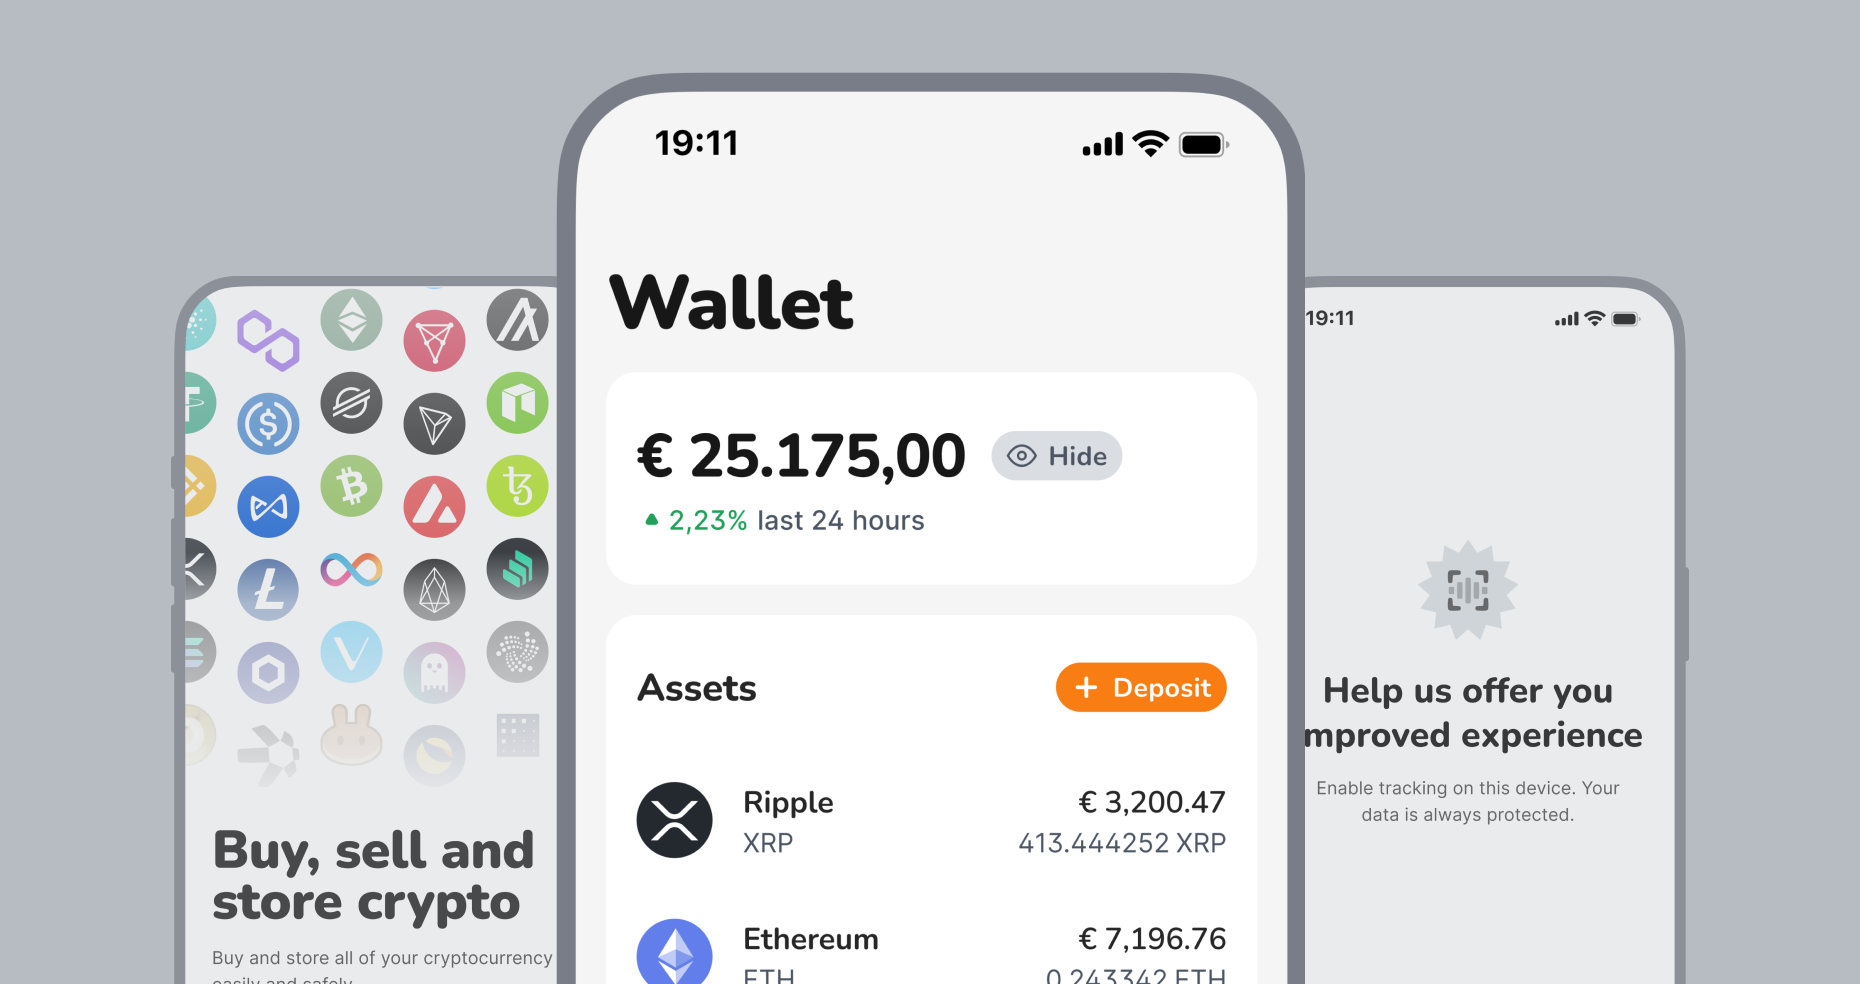 19:11
Wallet
€ 25.175,00
Hide
2,23% last 24 hours
Assets
+ Deposit
Ripple
€ 3,200.47
XRP
413.444252 XRP
Ethereum
€ 7,196.76
ETH
0.243342 ETH
Buy, sell and
store crypto
Buy and store all of your cryptocurrency
easily and safely.
19:11
Help us offer you
mproved experience
Enable tracking on this device. Your
data is always protected.